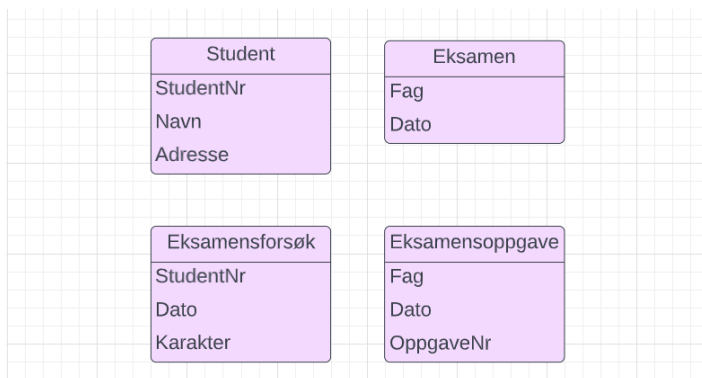 Student
StudentNr
Navn
Adresse
Eksamen
Fag
Dato
Eksamensforsøk
StudentNr
Dato
Karakter
Eksamensoppgave
Fag
Dato
OppgaveNr